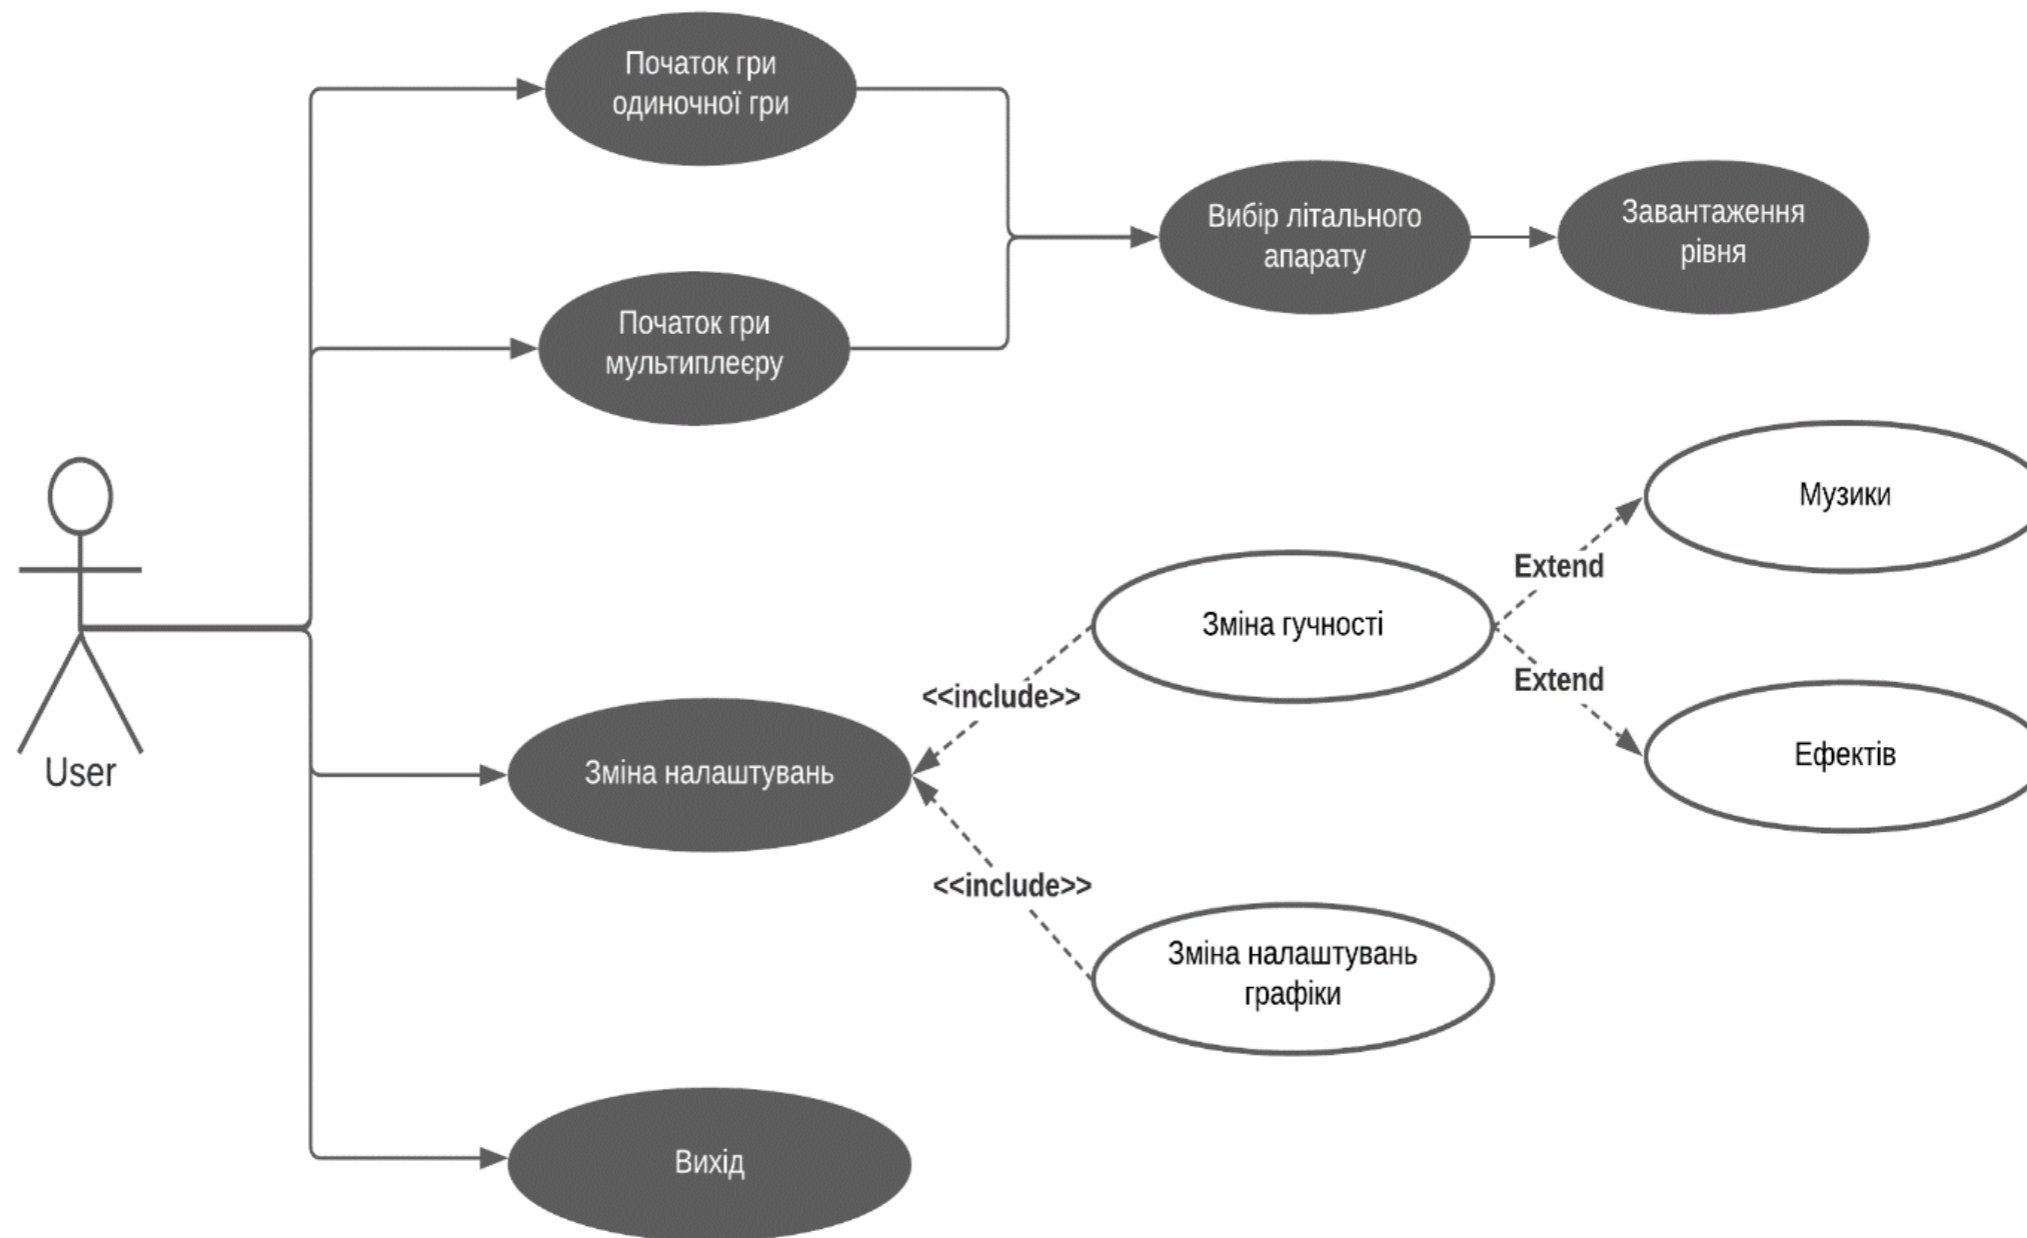 Початок гри
одиночної гри
Вибір літального
апарату
Завантаження
рівня
Початок гри
мультиплеєру
Музики
Extend
Зміна гучності
Extend
<<include>>
Ефектів
User
Зміна налаштувань
<<include>>
Зміна налаштувань
графіки
Вихід